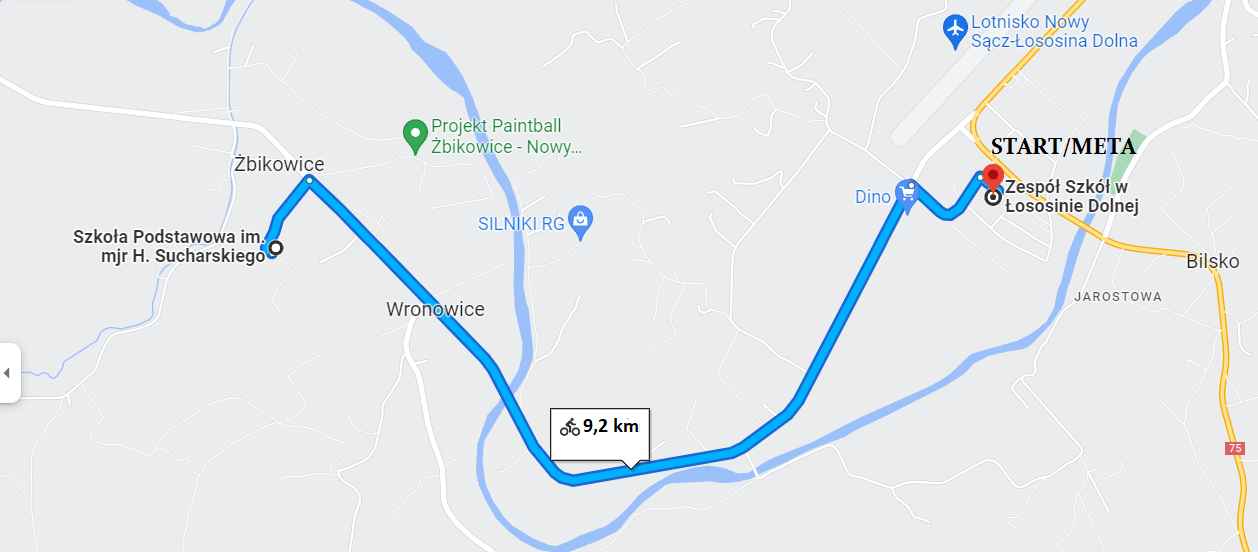 Lotnisko Nowy
Sącz-Łososina Dolna
Projekt Paintball
Żbikowice - Nowy...
START/META
Żbikowice
Zespół Szkół w
Łososinie Dolnej
Dino
SILNIKI RG
Szkoła Podstawowa im.
mjr H. Sucharskiego
Bilsko
JAROSTOWA
Wronowice
9,2 km
75